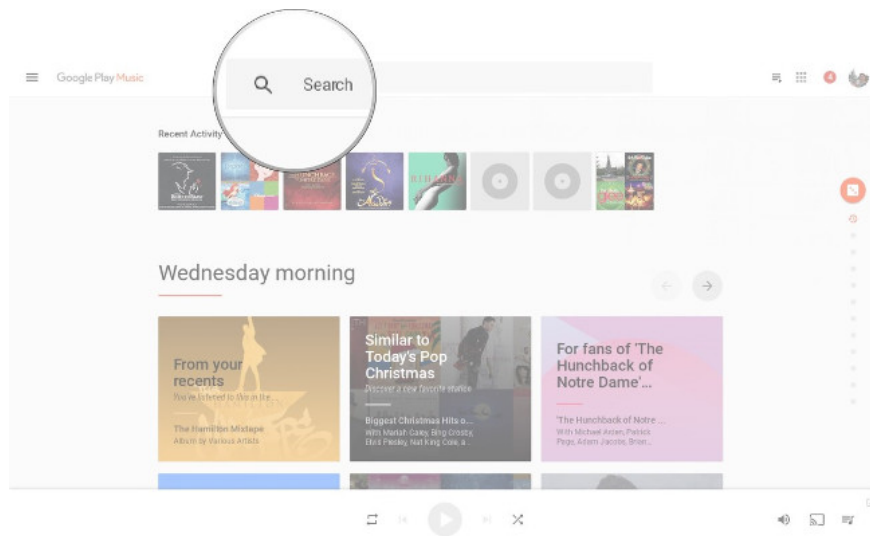 Google Play Music
Search
4
Recent Activity
Aladdin
RIHANNA
Wednesday morning
From your
recents
You've listened to this in the ...
The Hamilton Mixtape
Album by Various Artists
Similar to
Today's Pop
Christmas
Discover a new favorite station
Biggest Christmas Hits o...
With Mariah Carey, Bing Crosby,
Elvis Presley, Nat King Cole, a...
For fans of 'The
Hunchback of
Notre Dame'...
'The Hunchback of Notre ...
With Michael Arden, Patrick
Page, Adam Jacobs, Brian...